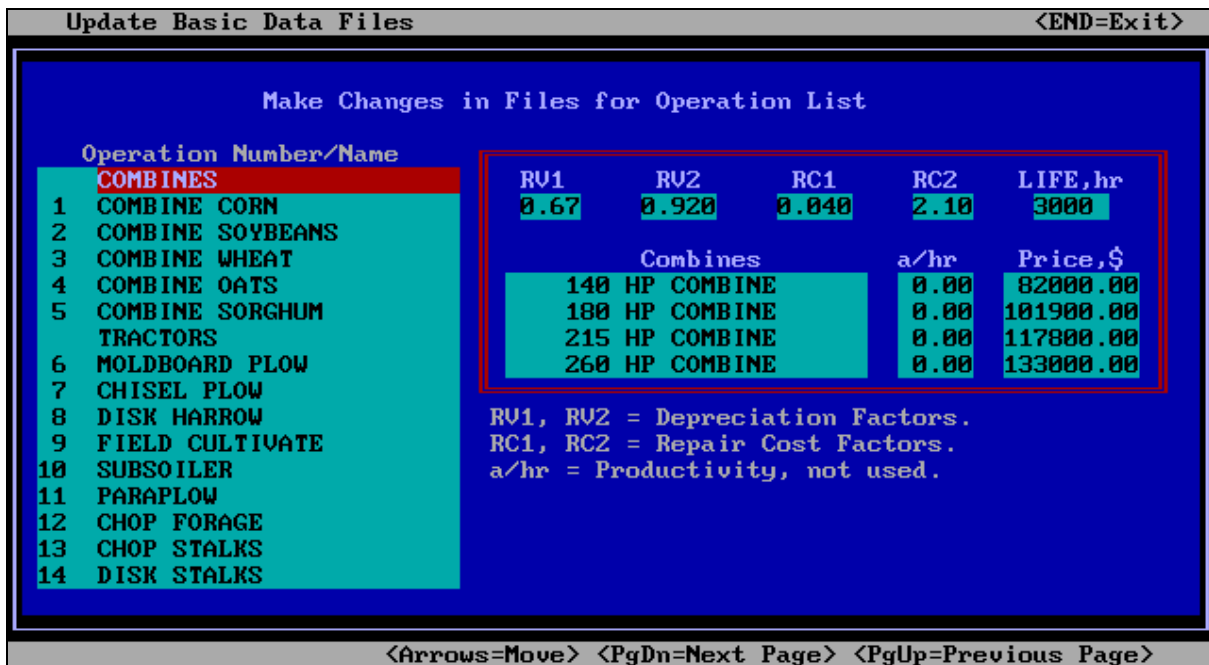 Update Basic Data Files <END=Exit>
Make Changes in Files for Operation List
Operation Number/Name
COMBINES
1 COMBINE CORN
2 COMBINE SOYBEANS
3 COMBINE WHEAT
4 COMBINE OATS
5 COMBINE SORGHUM
TRACTORS
6 MOLDBOARD PLOW
7 CHISEL PLOW
8 DISK HARROW
9 FIELD CULTIVATE
10 SUBSOILER
11 PARAPLOW
12 CHOP FORAGE
13 CHOP STALKS
14 DISK STALKS
RV1 RV2 RC1 RC2 LIFE,hr
0.67 0.920 0.040 2.10 3000
Combines a/hr Price,$
140 HP COMBINE 0.00 82000.00
180 HP COMBINE 0.00 101900.00
215 HP COMBINE 0.00 117800.00
260 HP COMBINE 0.00 133000.00
RV1, RV2 = Depreciation Factors.
RC1, RC2 = Repair Cost Factors.
a/hr = Productivity, not used.
<Arrows=Move> <PgDn=Next Page> <PgUp=Previous Page>